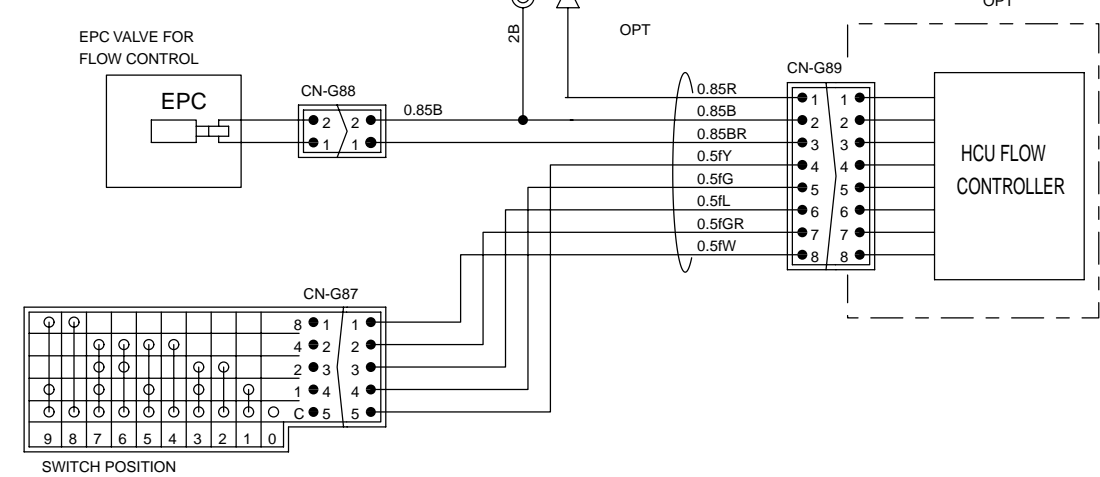 OPT
2B
OPT
EPC VALVE FOR
FLOW CONTROL
EPC
CN-G88
2 2
1 1
0.85B
CN-G89
0.85R
0.85B
0.85BR
0.5fY
0.5fG
0.5fL
0.5fGR
0.5fW
1 1
2 2
3 3
4 4
5 5
6 6
7 7
8 8
HCU FLOW
CONTROLLER
CN-G87
8 1 1
4 2 2
2 3 3
1 4 4
C 5 5
9 8 7 6 5 4 3 2 1 0
SWITCH POSITION